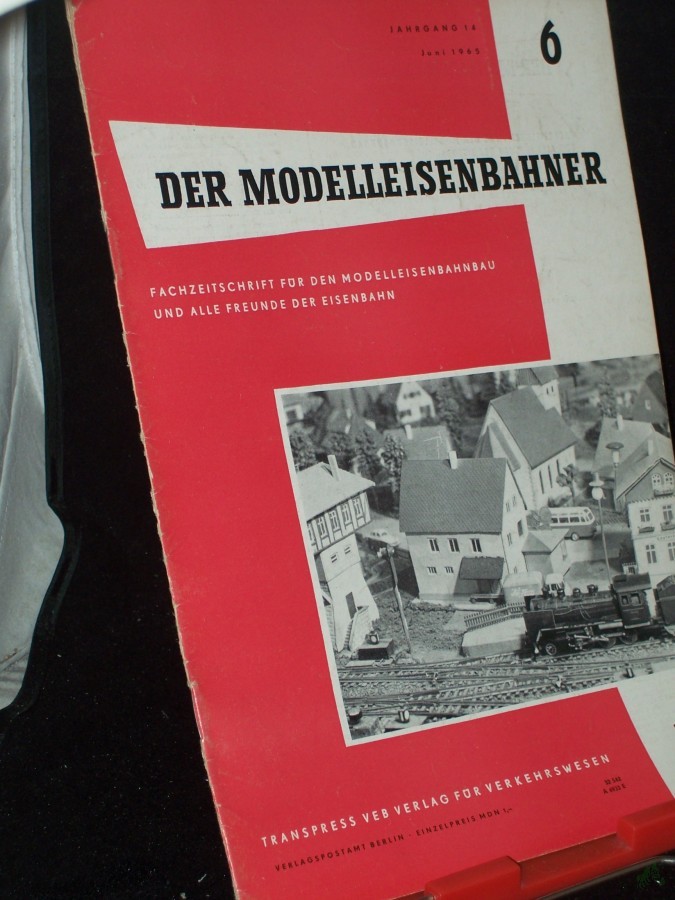 JAHRGANG 14
Juni 1965
6
DER MODELLEISENBAHNER
FACHZEITSCHRIFT FÜR DEN MODELLEISENBAHNBAU
UND ALLE FREUNDE DER EISENBAHN
TRANSPRESS VEB VERLAG FÜR VERKEHRSWESEN
VERLAGSPOSTAMT BERLIN - EINZELPREIS MDN 1,–